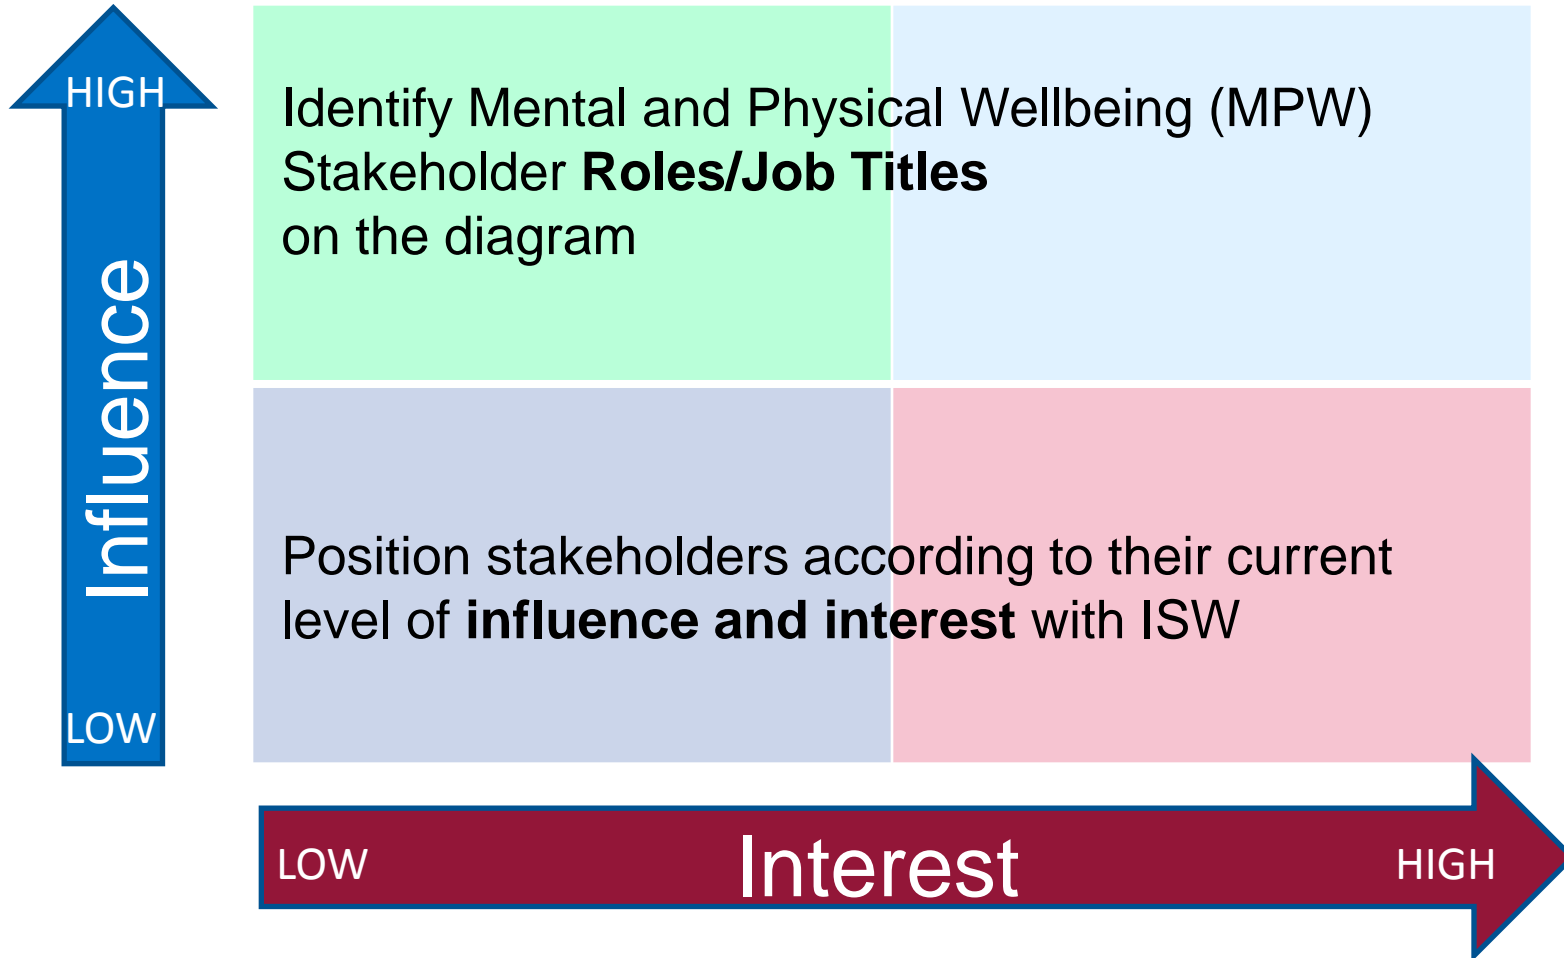 HIGH
Identify Mental and Physical Wellbeing (MPW)
Stakeholder Roles/Job Titles
on the diagram
Influence
Position stakeholders according to their current
level of influence and interest with ISW
LOW
LOW
Interest
HIGH